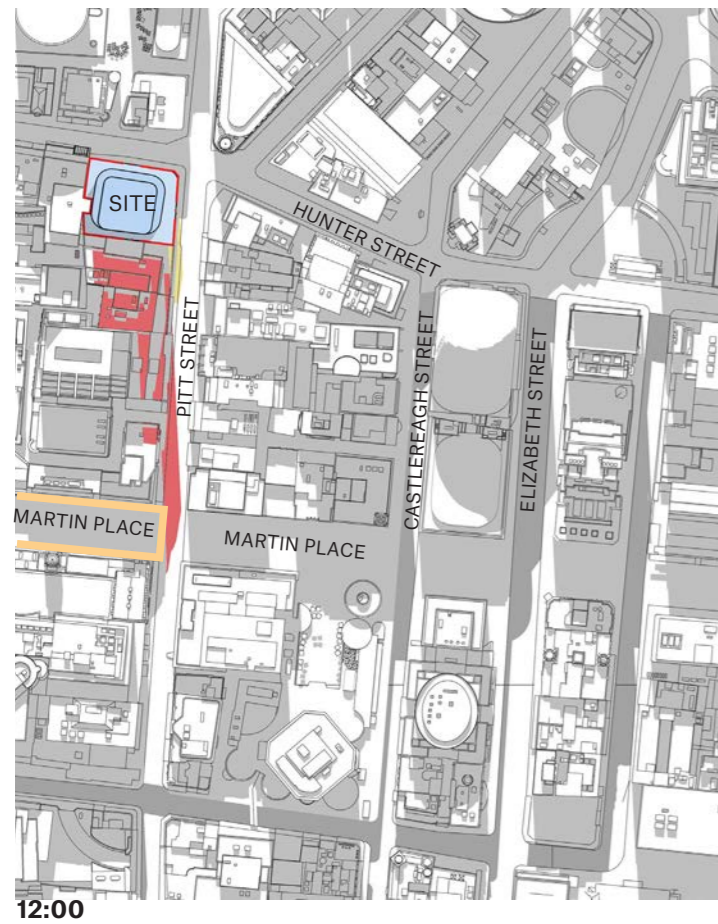 SITE
HUNTER STREET
PITT STREET
CASTLEREAGH STREET
ELIZABETH STREET
MARTIN PLACE
MARTIN PLACE
12:00